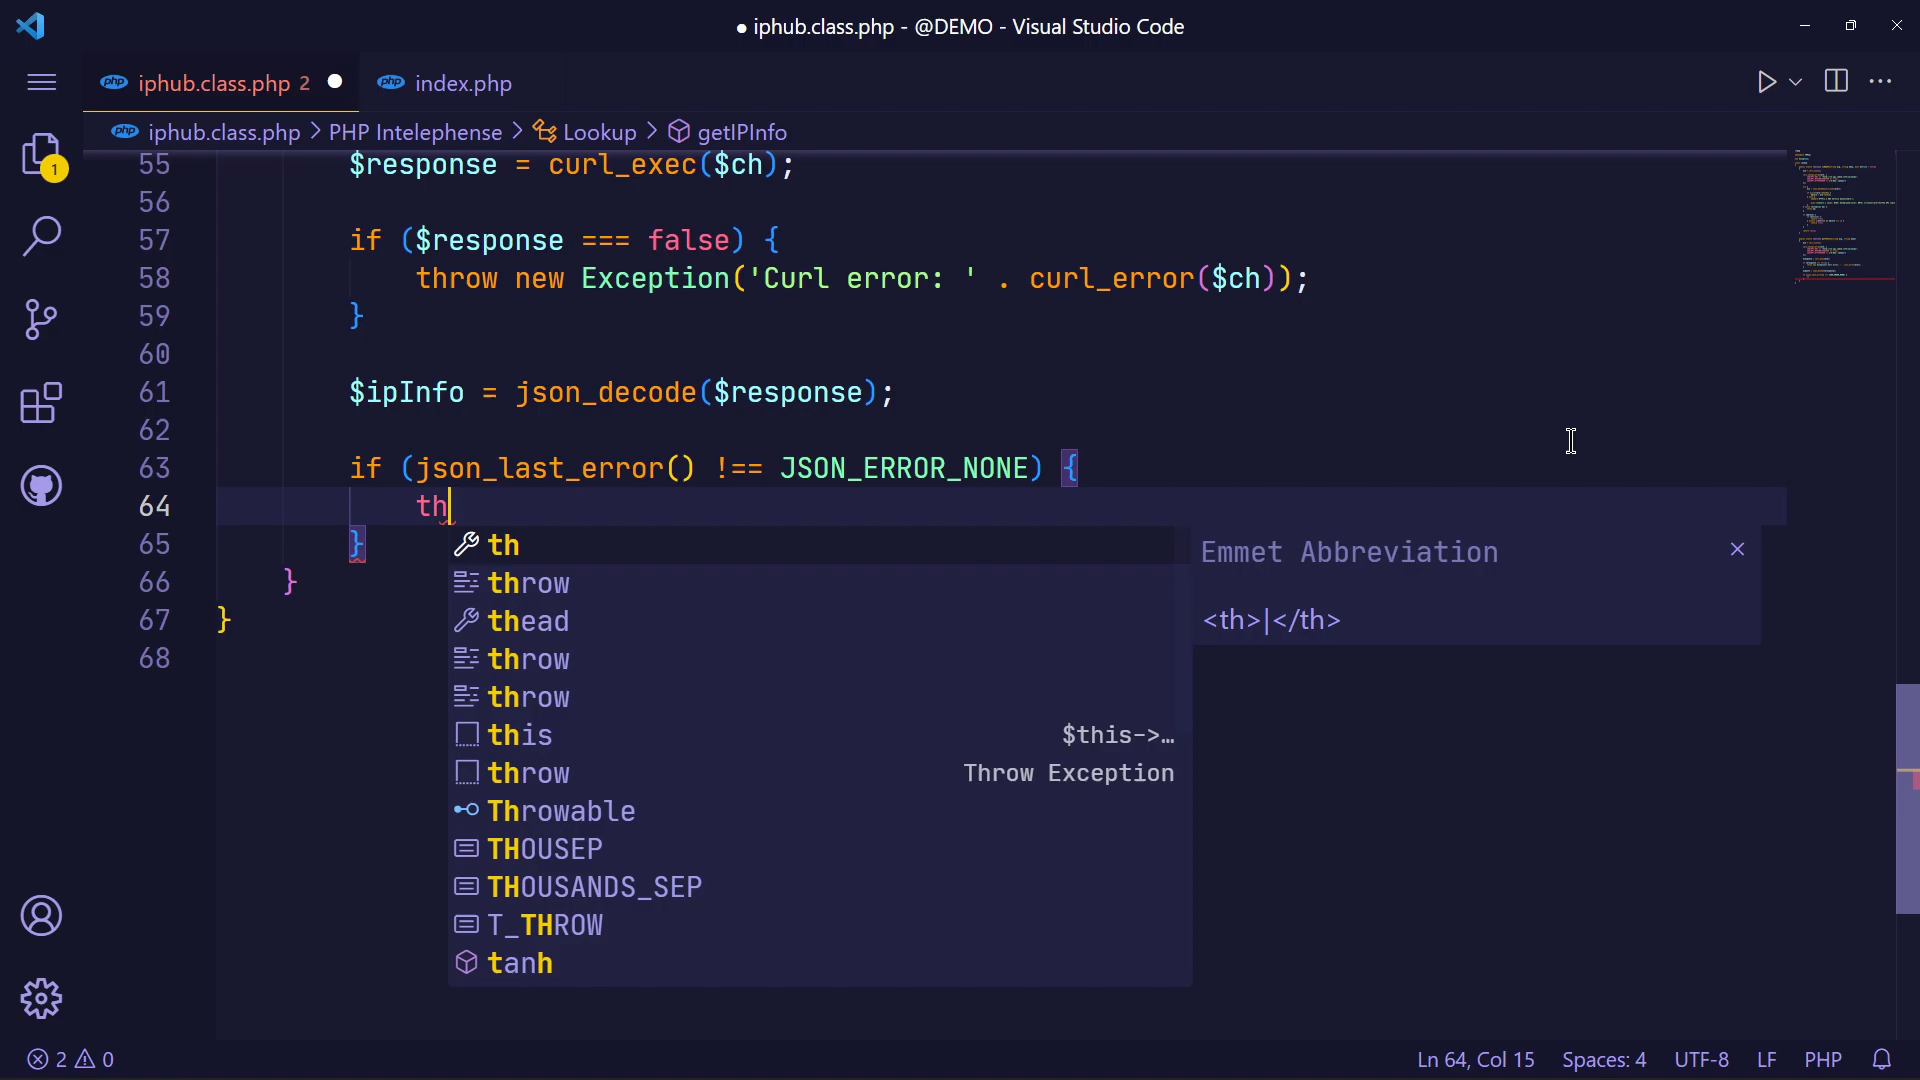 ● iphub.class.php - @DEMO - Visual Studio Code
php iphub.class.php 2 ●
php index.php
php iphub.class.php > PHP Intelephense > Lookup > getIPInfo
1
55 $response = curl_exec($ch);
56
57 if ($response === false) {
58 throw new Exception('Curl error: ' . curl_error($ch));
59 }
60
61 $ipInfo = json_decode($response);
62
63 if (json_last_error() !== JSON_ERROR_NONE) {
64 th
65 }
66 }
67 }
68
th
throw
thead
throw
throw
this $this->…
throw Throw Exception
Throwable
THOUSEP
THOUSANDS_SEP
T_THROW
tanh
Emmet Abbreviation
<th>|</th>
2 0
Ln 64, Col 15 Spaces: 4 UTF-8 LF PHP